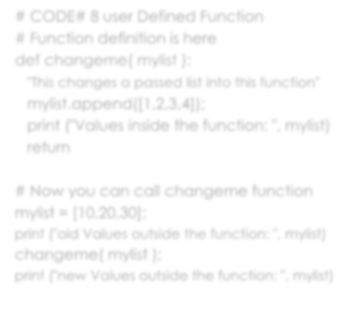 # CODE# 8 user Defined Function
# Function definition is here
def changeme( mylist ):
"This changes a passed list into this function"
mylist.append([1,2,3,4]);
print ("Values inside the function: ", mylist)
return
# Now you can call changeme function
mylist = [10,20,30];
print ("old Values outside the function: ", mylist)
changeme( mylist );
print ("new Values outside the function: ", mylist)